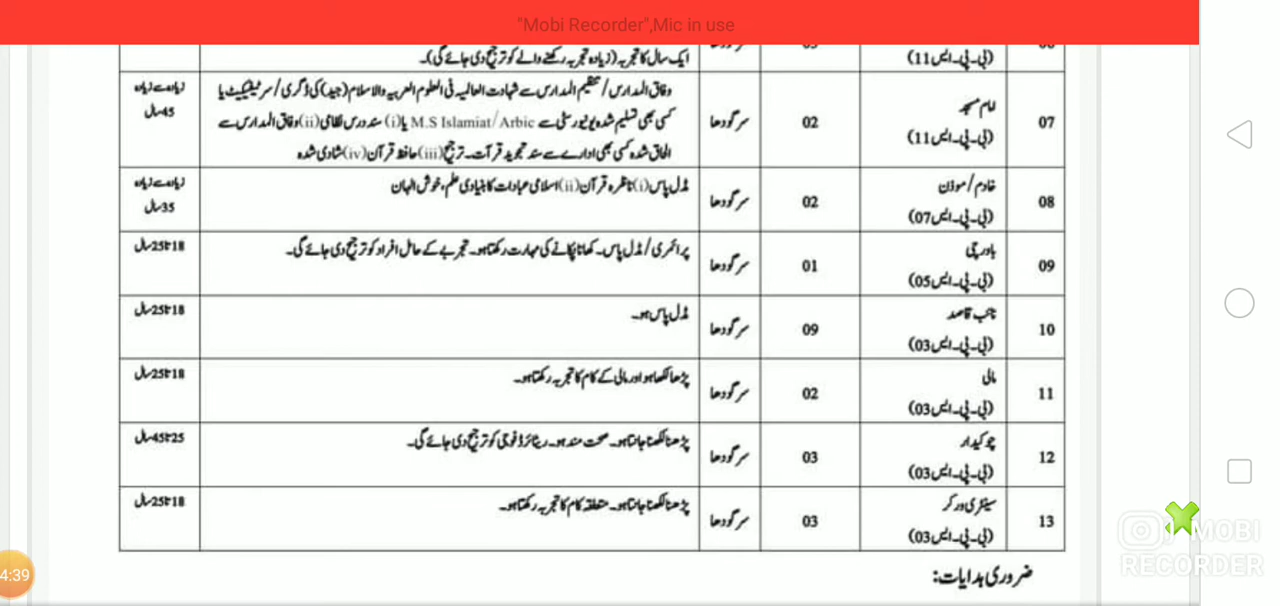 "Mobi Recorder",Mic in use
ایک سال کا تجربہ (زیادہ تجربہ رکھنے والے کو ترجیح دی جائے گی)۔
(بی-پی-ایس 11)
07
امام مسجد
(بی-پی-ایس 11)
02
سرگودھا
وفاق المدارس/ تنظیم المدارس سے شہادت العالمیہ فی العلوم العربیہ والاسلام (جید) کی ڈگری/ سرٹیفکیٹ یا
کسی بھی تسلیم شدہ یونیورسٹی سے M.S Islamiat/Arbic یا (i) سند درس نظامی (ii) وفاق المدارس سے
الحاق شدہ کسی بھی ادارے سے سند تجوید قرآت۔ ترجیح (iii) حافظ قرآن (iv) شادی شدہ
زیادہ سے زیادہ
45سال
08
خادم/ موذن
(بی-پی-ایس 07)
02
سرگودھا
مڈل پاس (i) ناظرہ قرآن (ii) اسلامی عبادات کا بنیادی علم، خوش الہان
زیادہ سے زیادہ
35سال
09
باورچی
(بی-پی-ایس 05)
01
سرگودھا
پرائمری/ مڈل پاس۔ کھانا پکانے کی مہارت رکھتا ہو۔ تجربے کے حامل افراد کو ترجیح دی جائے گی۔
18تا25سال
10
نائب قاصد
(بی-پی-ایس 03)
09
سرگودھا
مڈل پاس ہو۔
18تا25سال
11
مالی
(بی-پی-ایس 03)
02
سرگودھا
پڑھا لکھا ہو اور مالی کے کام کا تجربہ رکھتا ہو۔
18تا25سال
12
چوکیدار
(بی-پی-ایس 03)
03
سرگودھا
پڑھنا لکھنا جانتا ہو۔ صحت مند ہو۔ ریٹائرڈ فوجی کو ترجیح دی جائے گی۔
25تا45سال
13
سینٹری ورکر
(بی-پی-ایس 03)
03
سرگودھا
پڑھنا لکھنا جانتا ہو۔ متعلقہ کام کا تجربہ رکھتا ہو۔
18تا25سال
ضروری ہدایات:
4:39
MOBI
RECORDER